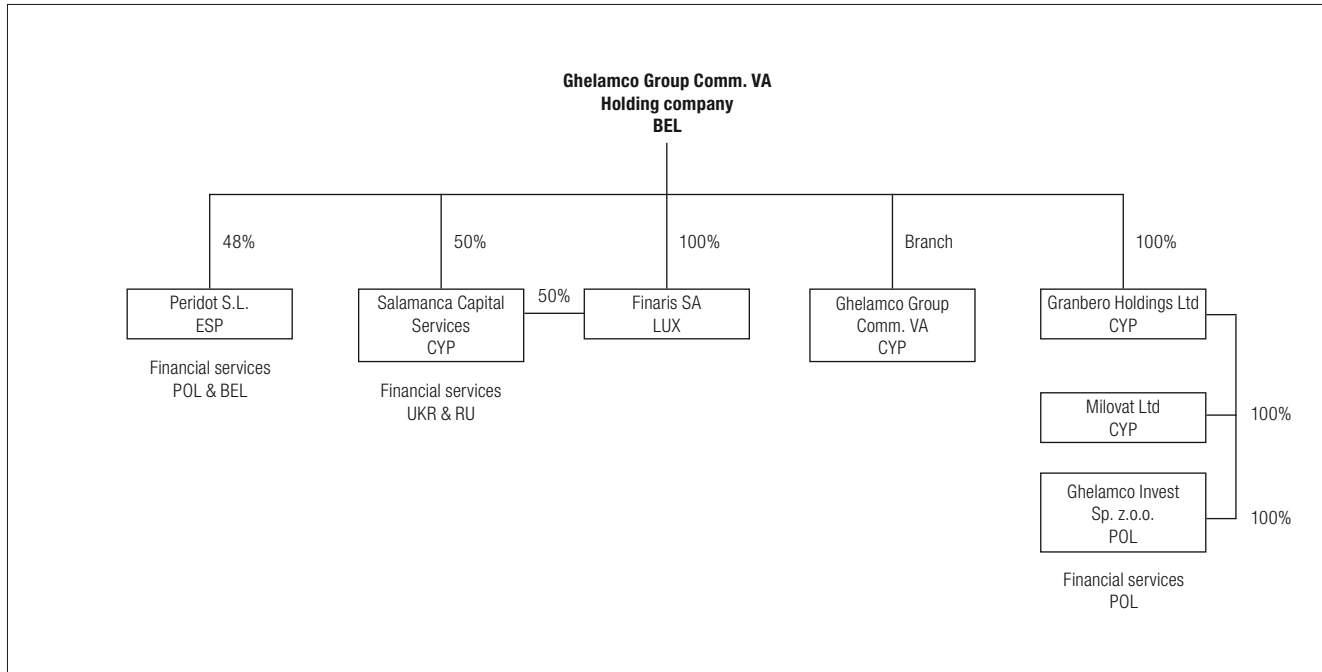 Ghelamco Group Comm. VA
Holding company
BEL
48%
50%
100%
Branch
100%
Peridot S.L.
ESP
Financial services
POL & BEL
Salamanca Capital
Services
CYP
Financial services
UKR & RU
50%
Finaris SA
LUX
Ghelamco Group
Comm. VA
CYP
Granbero Holdings Ltd
CYP
Milovat Ltd
CYP
100%
Ghelamco Invest
Sp. z.o.o.
POL
100%
Financial services
POL